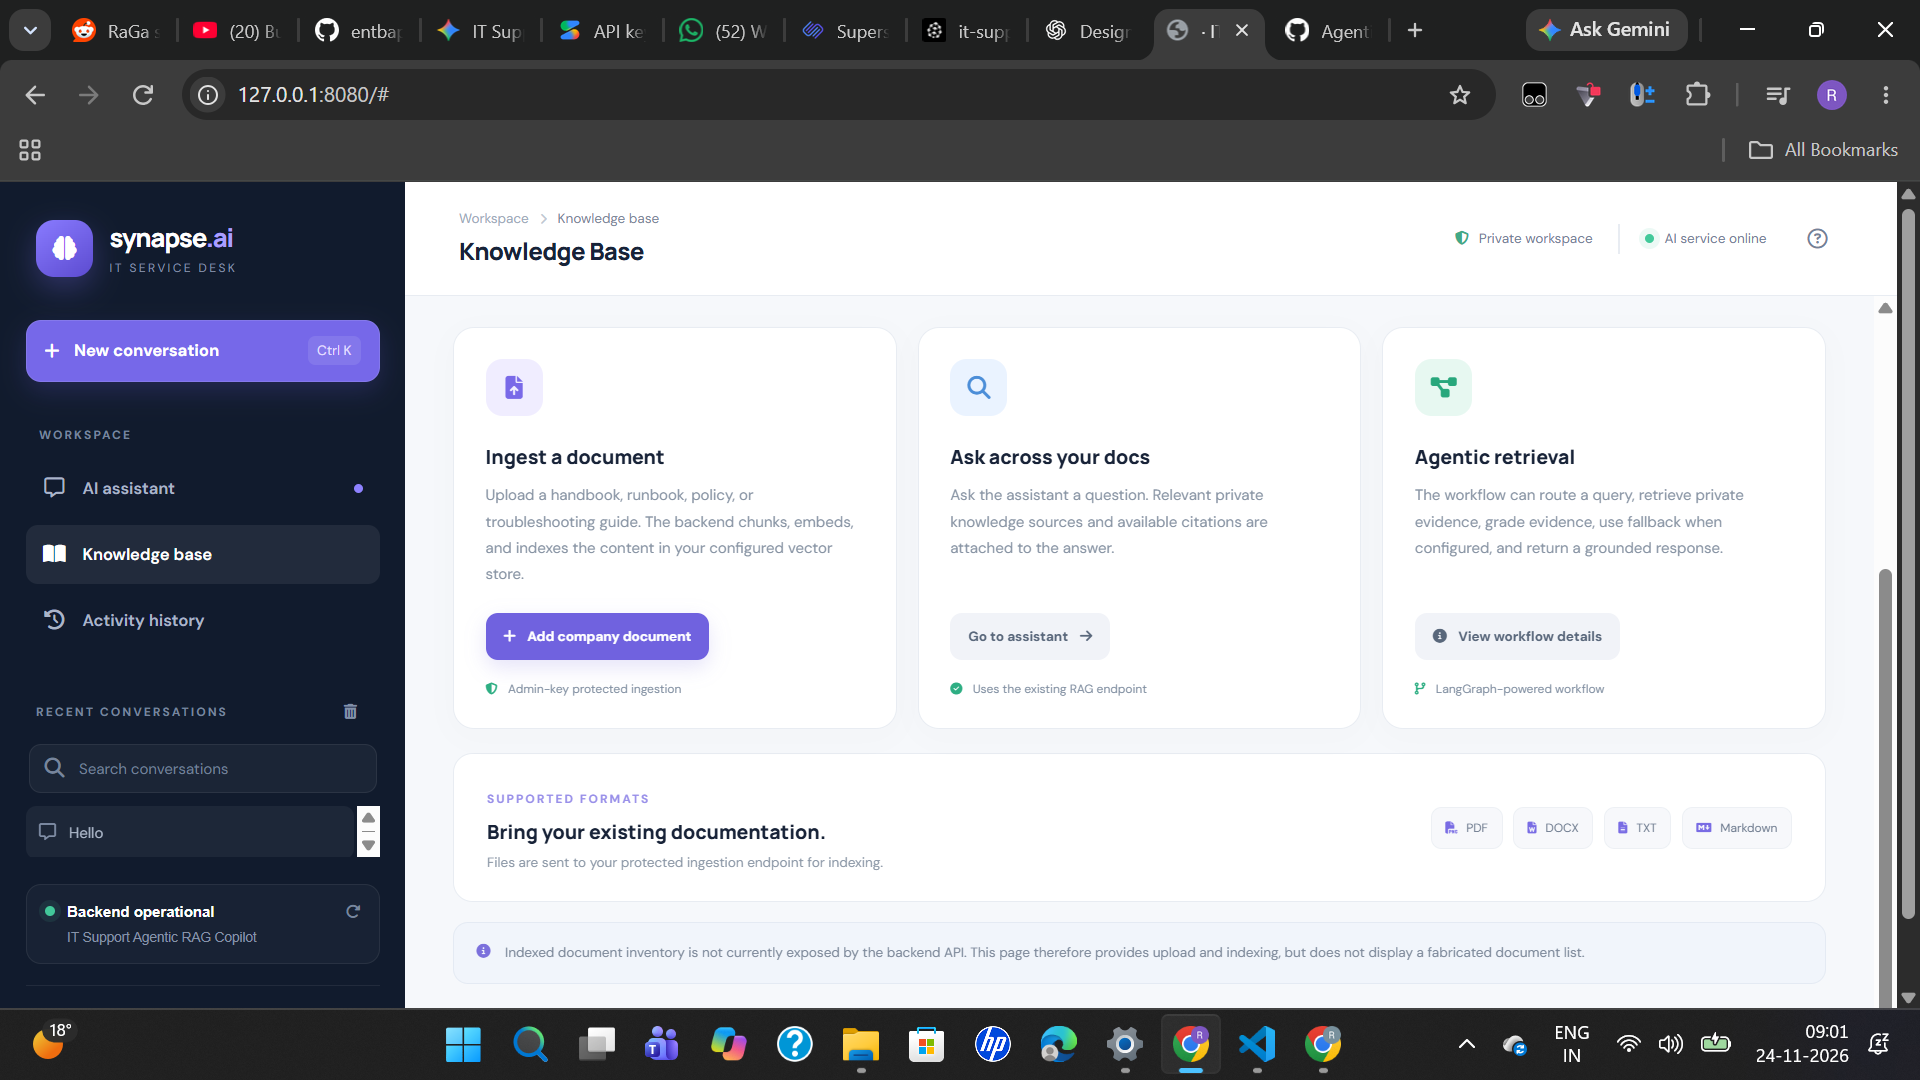 RaGa s
(20) Bu
entbap
IT Sup
API ke
(52) W
Supers
it-supp
Design
· I
Agent
Ask Gemini
127.0.0.1:8080/#
R
All Bookmarks
synapse.ai
IT SERVICE DESK
New conversation
Ctrl K
WORKSPACE
AI assistant
Knowledge base
Activity history
RECENT CONVERSATIONS
Search conversations
Hello
Backend operational
IT Support Agentic RAG Copilot
Workspace > Knowledge base
Knowledge Base
Private workspace
AI service online
Ingest a document
Upload a handbook, runbook, policy, or
troubleshooting guide. The backend chunks, embeds,
and indexes the content in your configured vector
store.
+ Add company document
Admin-key protected ingestion
Ask across your docs
Ask the assistant a question. Relevant private
knowledge sources and available citations are
attached to the answer.
Go to assistant →
Uses the existing RAG endpoint
Agentic retrieval
The workflow can route a query, retrieve private
evidence, grade evidence, use fallback when
configured, and return a grounded response.
View workflow details
LangGraph-powered workflow
SUPPORTED FORMATS
Bring your existing documentation.
Files are sent to your protected ingestion endpoint for indexing.
PDF
DOCX
TXT
Markdown
Indexed document inventory is not currently exposed by the backend API. This page therefore provides upload and indexing, but does not display a fabricated document list.
18°
ENG
IN
09:01
24-11-2026